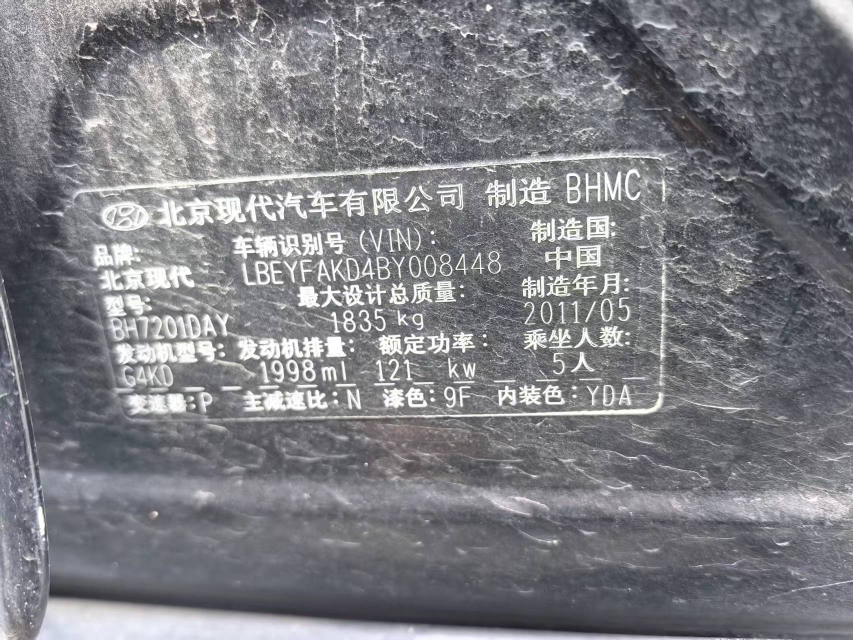 北京现代汽车有限公司 制造 BHMC
品牌: 车辆识别号 (VIN): 制造国:
北京现代 LBEYFAKD4BY008448 中国
型号: 最大设计总质量: 制造年月:
BH7201DAY 1835 kg 2011/05
发动机型号: 发动机排量: 额定功率: 乘坐人数:
G4KD 1998ml 121 kw 5人
变速器:P 主减速比:N 漆色:9F 内装色:YDA